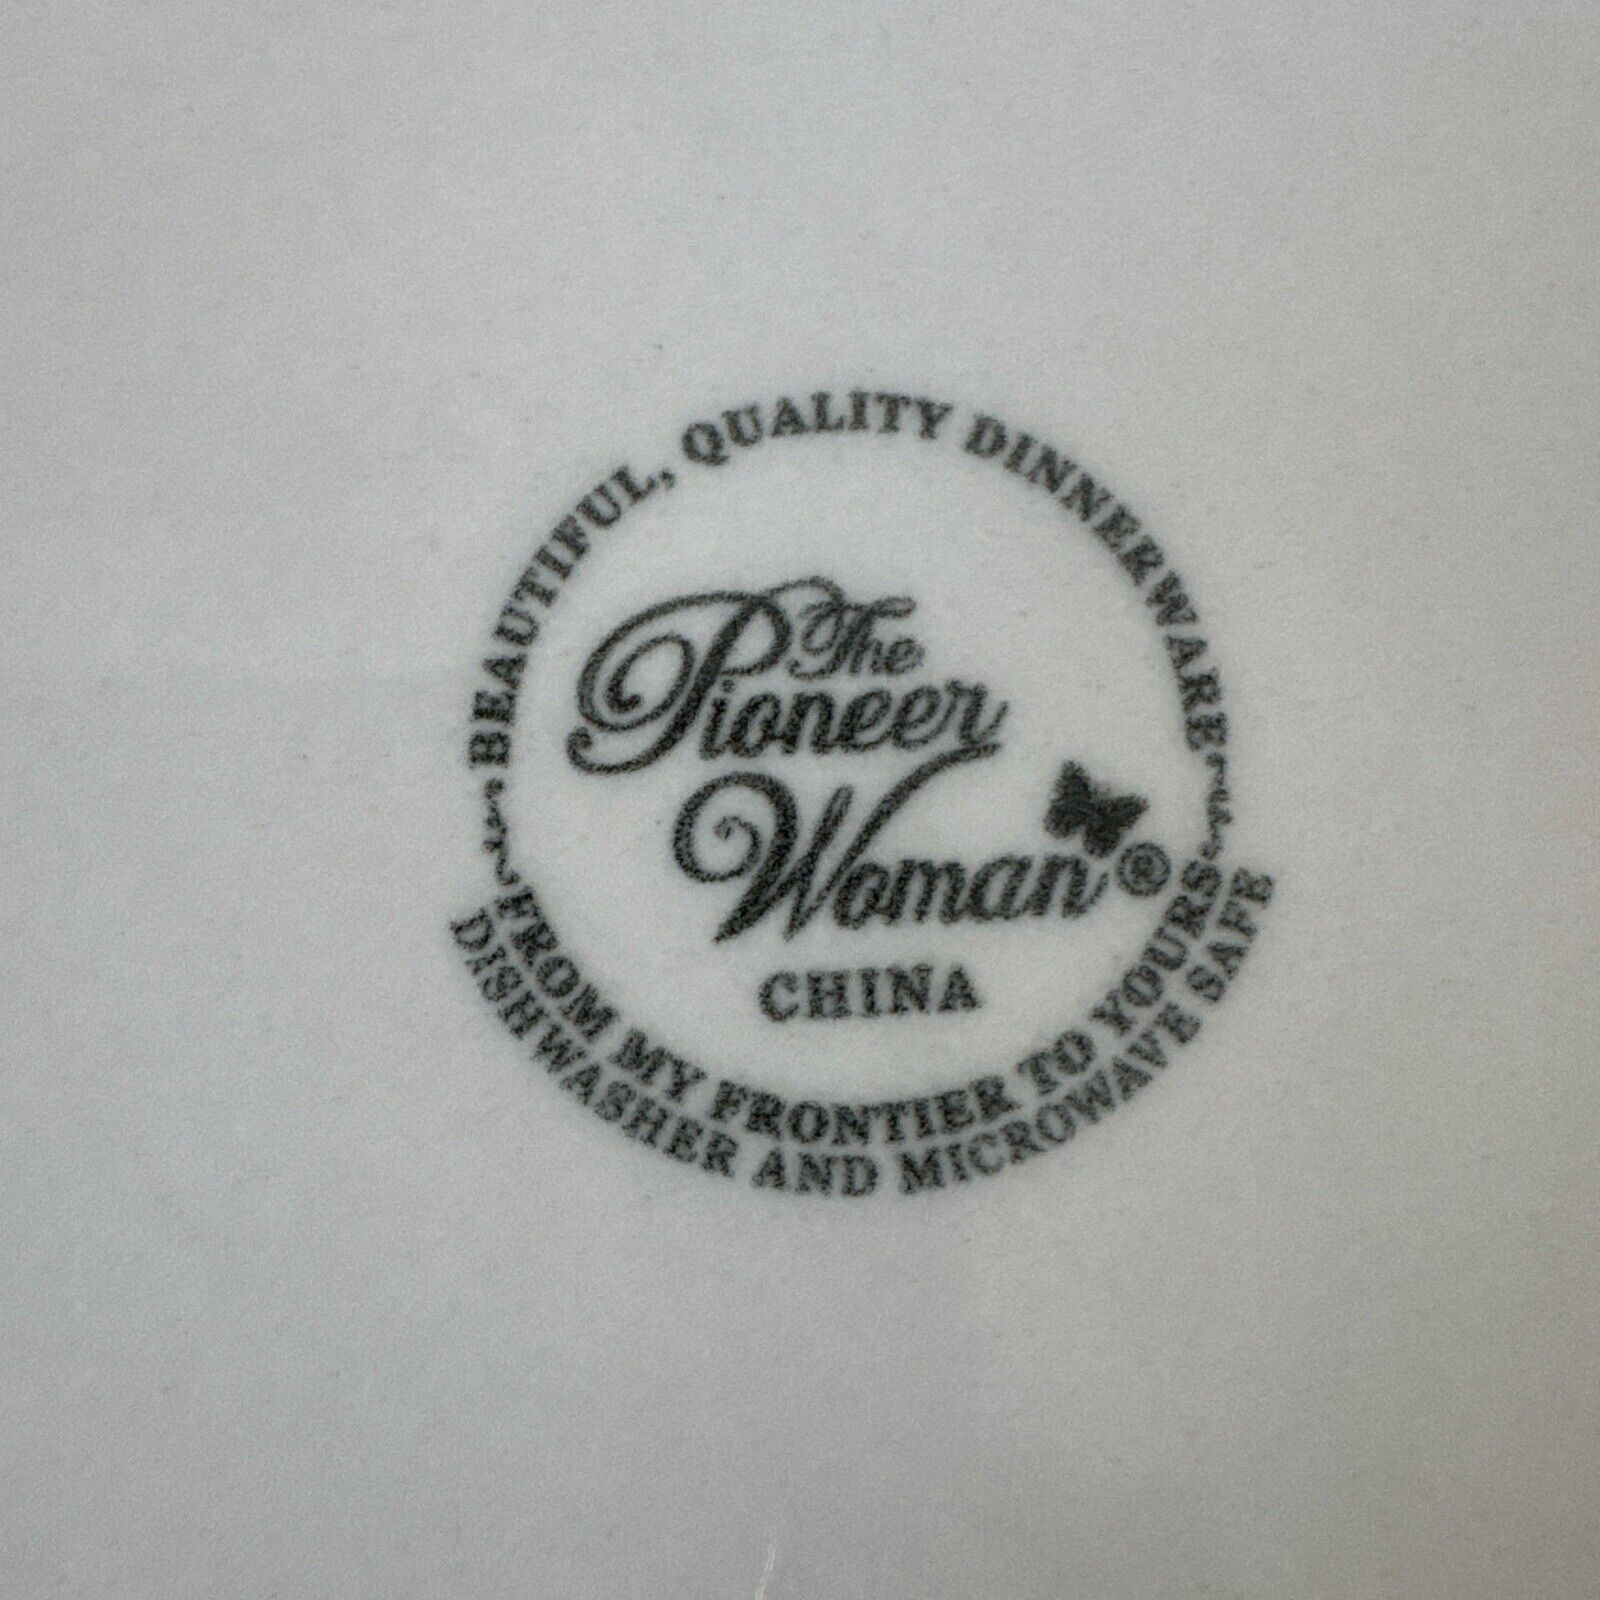 BEAUTIFUL, QUALITY DINNERWARE
The
Pioneer
Woman®
CHINA
FROM MY FRONTIER TO YOURS
DISHWASHER AND MICROWAVE SAFE